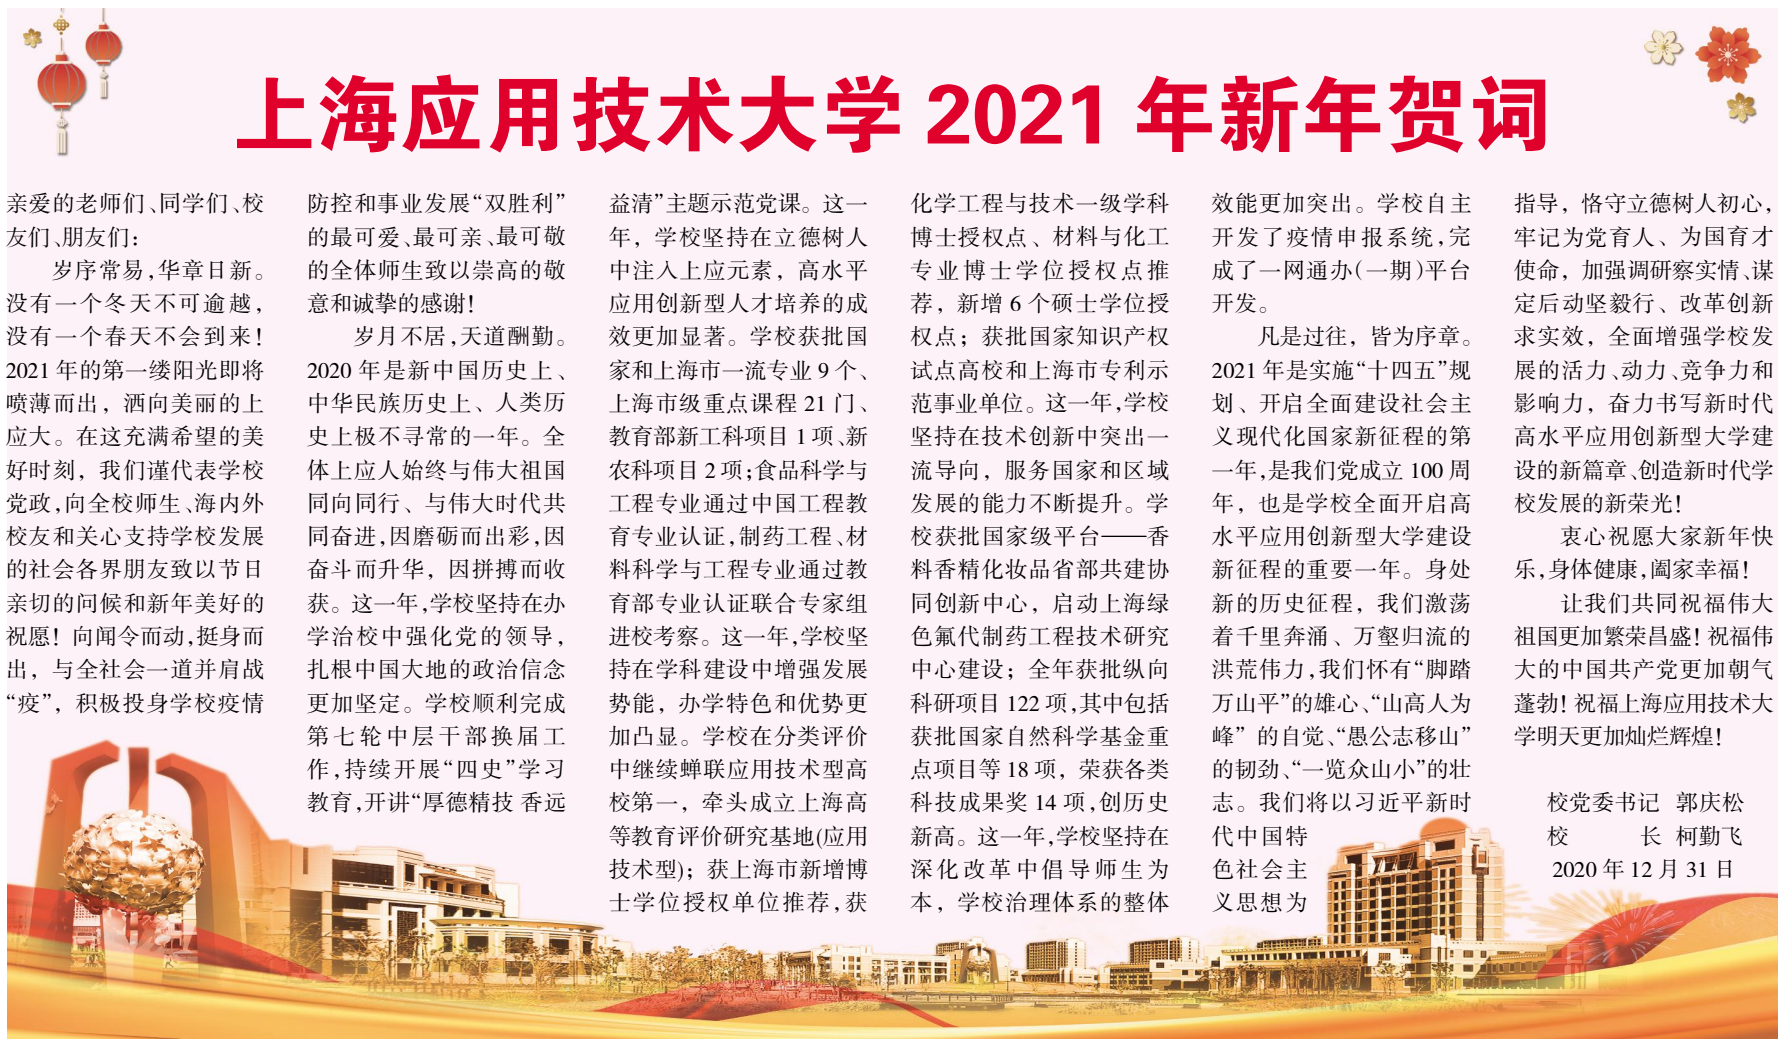 上海应用技术大学 2021 年新年贺词
亲爱的老师们、同学们、校
友们、朋友们：
岁序常易，华章日新。
没有一个冬天不可逾越，
没有一个春天不会到来！
2021 年的第一缕阳光即将
喷薄而出，洒向美丽的上
应大。在这充满希望的美
好时刻，我们谨代表学校
党政，向全校师生、海内外
校友和关心支持学校发展
的社会各界朋友致以节日
亲切的问候和新年美好的
祝愿！向闻令而动，挺身而
出，与全社会一道并肩战
“疫”，积极投身学校疫情
防控和事业发展“双胜利”
的最可爱、最可亲、最可敬
的全体师生致以崇高的敬
意和诚挚的感谢！
岁月不居，天道酬勤。
2020 年是新中国历史上、
中华民族历史上、人类历
史上极不寻常的一年。全
体上应人始终与伟大祖国
同向同行、与伟大时代共
同奋进，因磨砺而出彩，因
奋斗而升华，因拼搏而收
获。这一年，学校坚持在办
学治校中强化党的领导，
扎根中国大地的政治信念
更加坚定。学校顺利完成
第七轮中层干部换届工
作，持续开展“四史”学习
教育，开讲“厚德精技 香远
益清”主题示范党课。这一
年，学校坚持在立德树人
中注入上应元素，高水平
应用创新型人才培养的成
效更加显著。学校获批国
家和上海市一流专业 9 个、
上海市级重点课程 21 门、
教育部新工科项目 1 项、新
农科项目 2 项；食品科学与
工程专业通过中国工程教
育专业认证，制药工程、材
料科学与工程专业通过教
育部专业认证联合专家组
进校考察。这一年，学校坚
持在学科建设中增强发展
势能，办学特色和优势更
加凸显。学校在分类评价
中继续蝉联应用技术型高
校第一，牵头成立上海高
等教育评价研究基地(应用
技术型)；获上海市新增博
士学位授权单位推荐，获
化学工程与技术一级学科
博士授权点、材料与化工
专业博士学位授权点推
荐，新增 6 个硕士学位授
权点；获批国家知识产权
试点高校和上海市专利示
范事业单位。这一年，学校
坚持在技术创新中突出一
流导向，服务国家和区域
发展的能力不断提升。学
校获批国家级平台——香
料香精化妆品省部共建协
同创新中心，启动上海绿
色氟代制药工程技术研究
中心建设；全年获批纵向
科研项目 122 项，其中包括
获批国家自然科学基金重
点项目等 18 项，荣获各类
科技成果奖 14 项，创历史
新高。这一年，学校坚持在
深化改革中倡导师生为
本，学校治理体系的整体
效能更加突出。学校自主
开发了疫情申报系统，完
成了一网通办(一期)平台
开发。
凡是过往，皆为序章。
2021 年是实施“十四五”规
划、开启全面建设社会主
义现代化国家新征程的第
一年，是我们党成立 100 周
年，也是学校全面开启高
水平应用创新型大学建设
新征程的重要一年。身处
新的历史征程，我们激荡
着千里奔涌、万壑归流的
洪荒伟力，我们怀有“脚踏
万山平”的雄心、“山高人为
峰”的自觉、“愚公志移山”
的韧劲、“一览众山小”的壮
志。我们将以习近平新时
代中国特
色社会主
义思想为
指导，恪守立德树人初心，
牢记为党育人、为国育才
使命，加强调研察实情、谋
定后动坚毅行、改革创新
求实效，全面增强学校发
展的活力、动力、竞争力和
影响力，奋力书写新时代
高水平应用创新型大学建
设的新篇章、创造新时代学
校发展的新荣光！
衷心祝愿大家新年快
乐，身体健康，阖家幸福！
让我们共同祝福伟大
祖国更加繁荣昌盛！祝福伟
大的中国共产党更加朝气
蓬勃！祝福上海应用技术大
学明天更加灿烂辉煌！
校党委书记 郭庆松
校 长 柯勤飞
2020 年 12 月 31 日